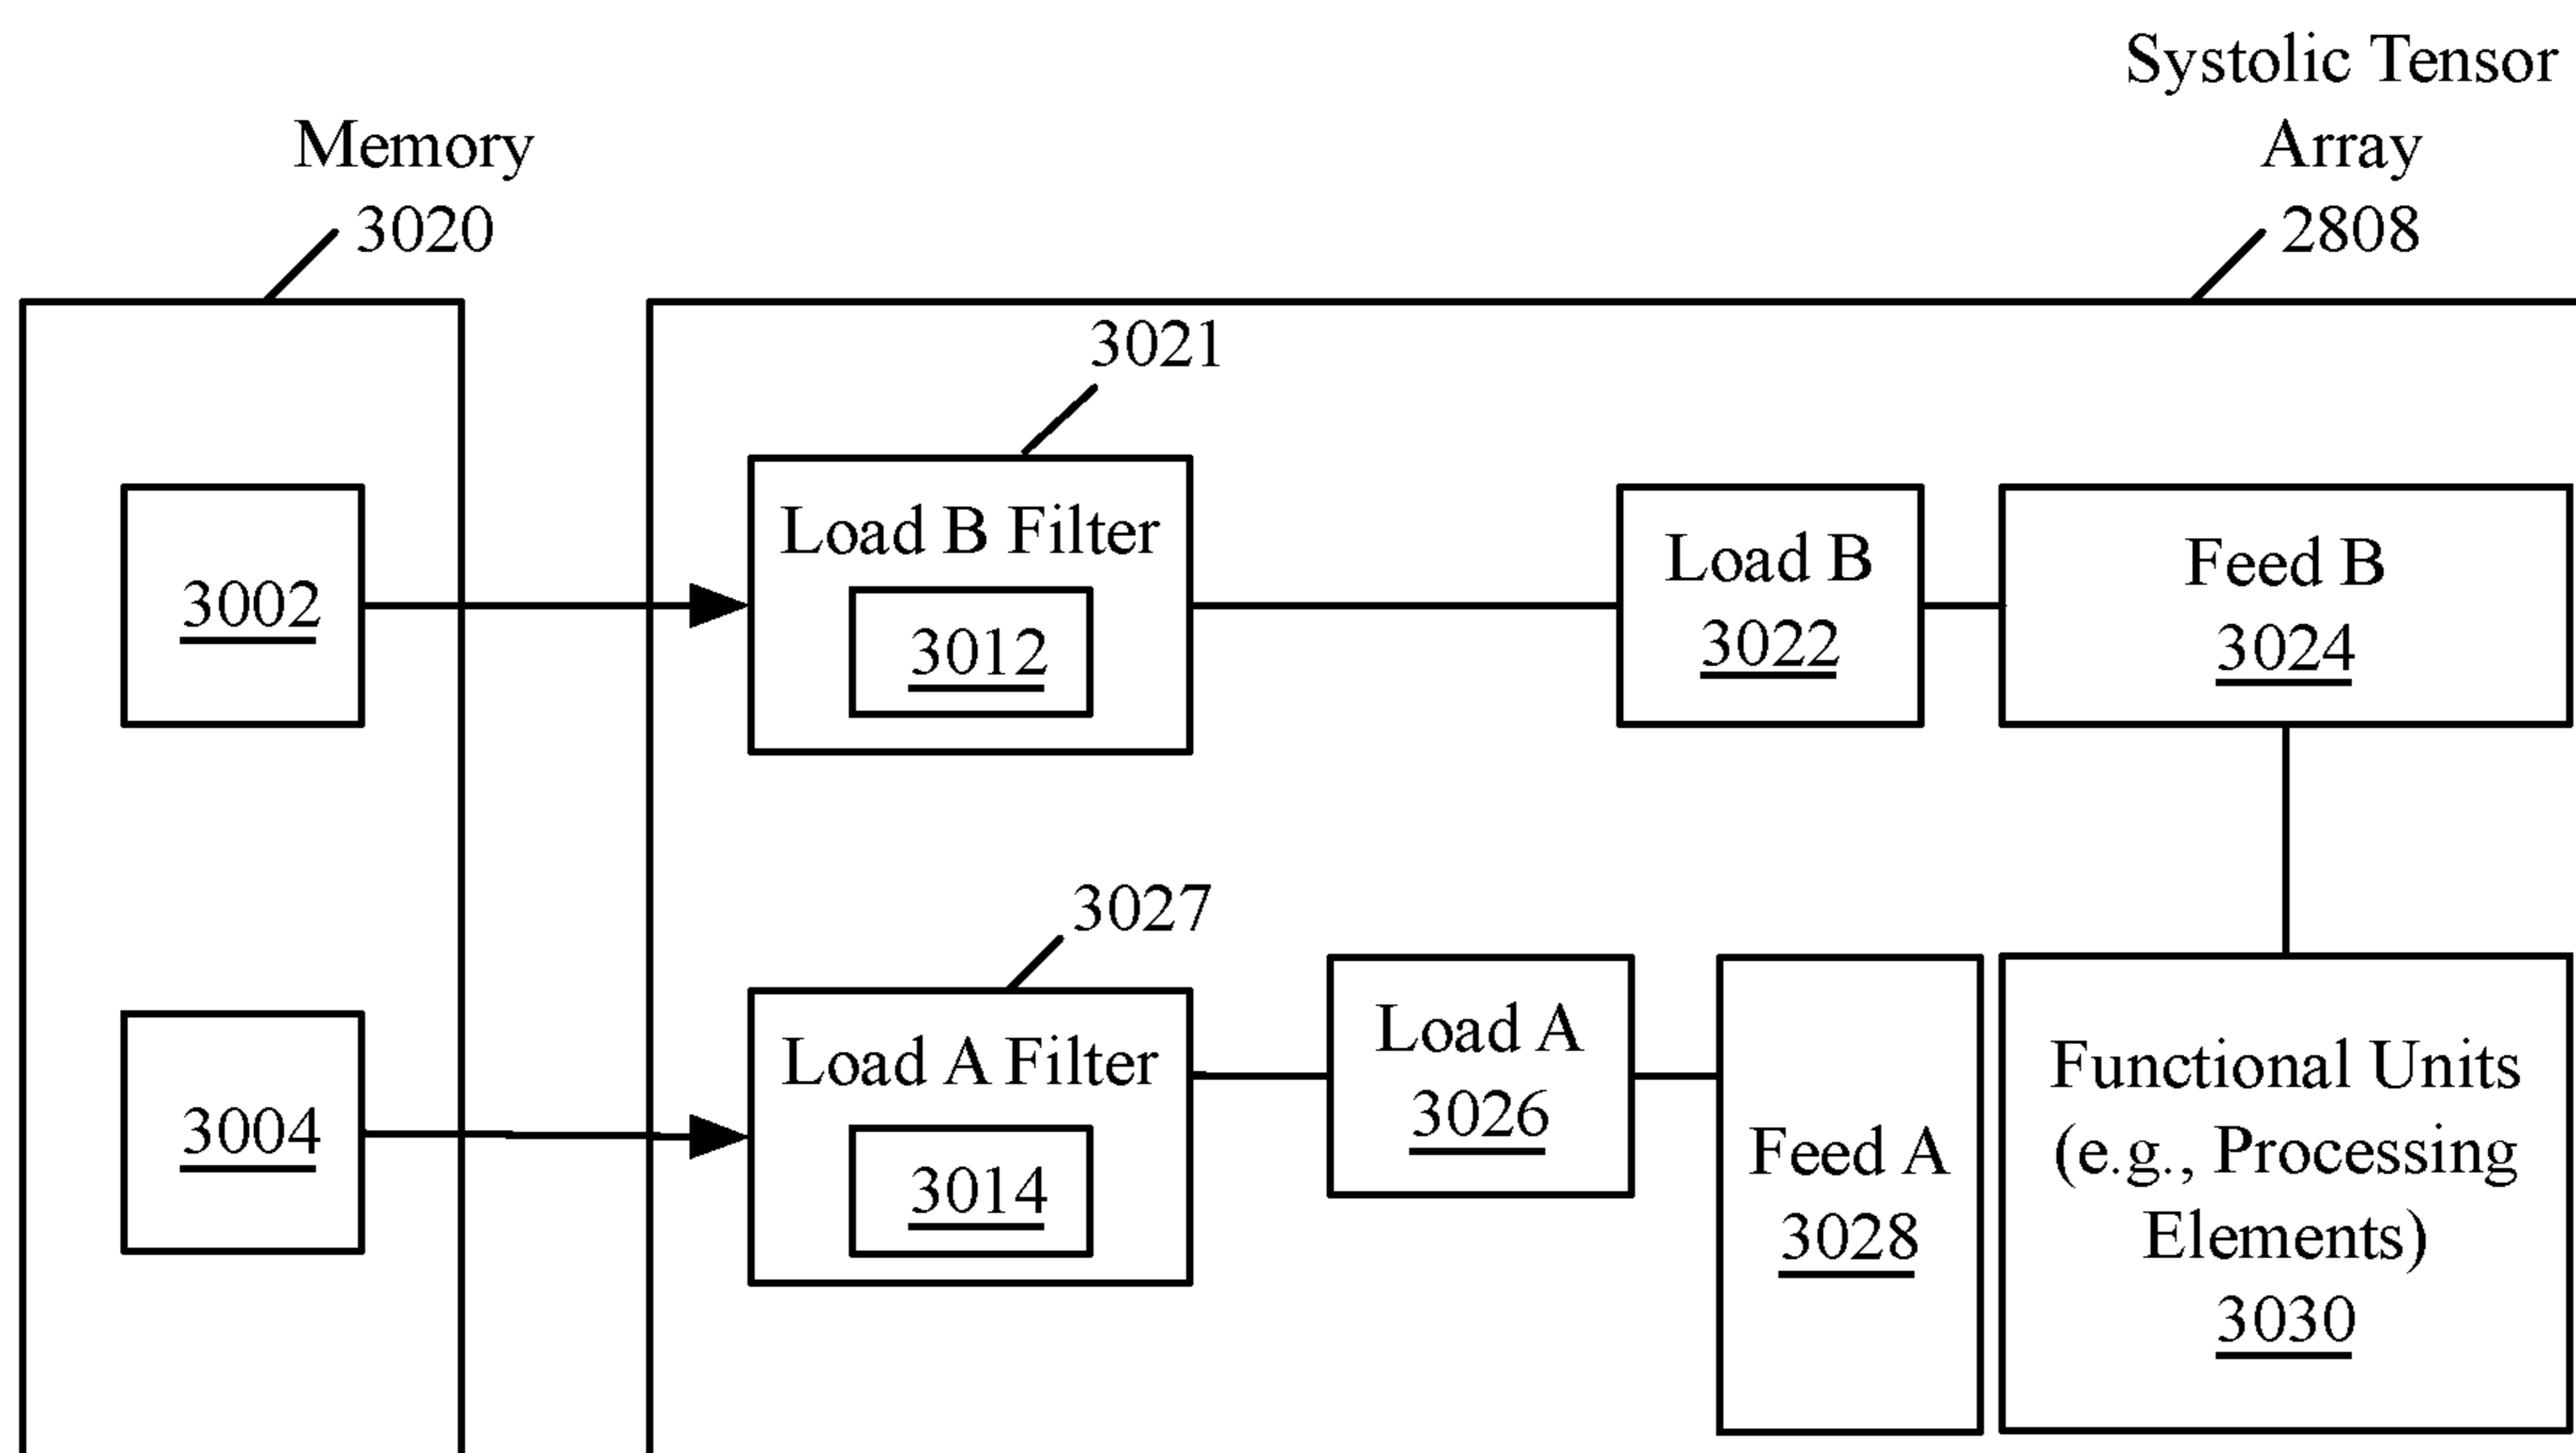 Systolic Tensor
Array
2808
Memory
3020
3021
Load B Filter
3012
3002
Load B
3022
Feed B
3024
3027
Load A Filter
3014
3004
Load A
3026
Feed A
3028
Functional Units
(e.g., Processing
Elements)
3030